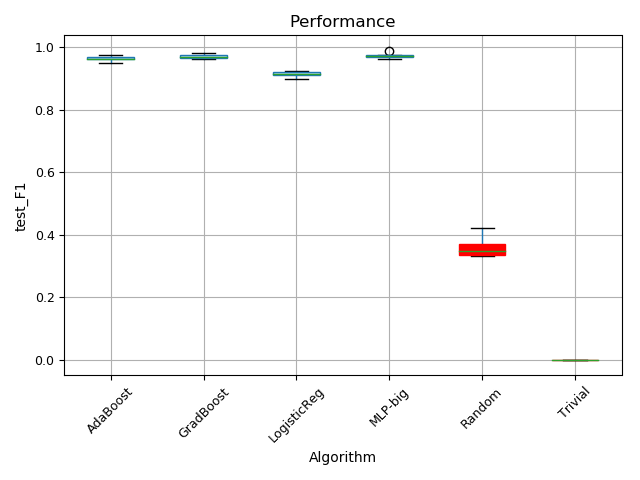 Performance
1.0
0.8
0.6
0.4
0.2
0.0
test_F1
AdaBoost
GradBoost
LogisticReg
MLP-big
Random
Trivial
Algorithm